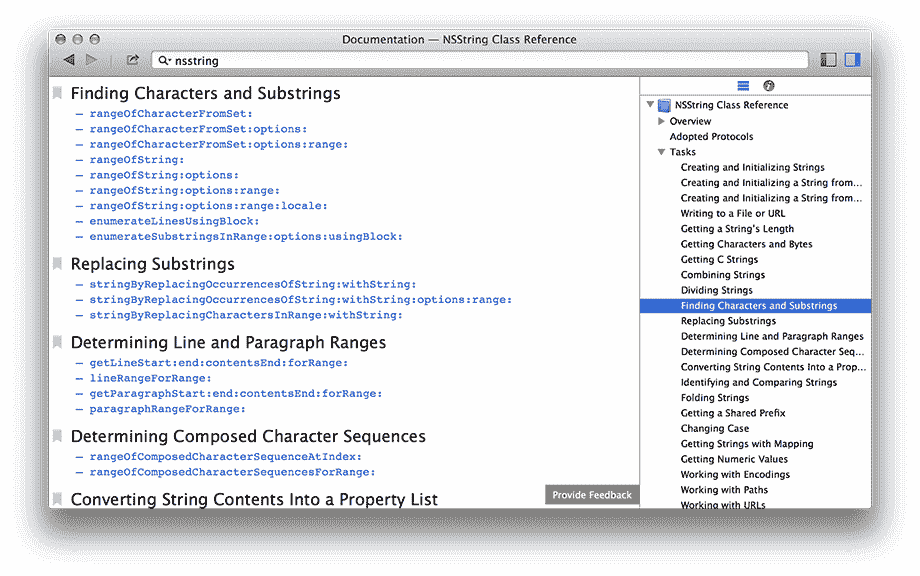 Documentation — NSString Class Reference
nsstring
Finding Characters and Substrings
– rangeOfCharacterFromSet:
– rangeOfCharacterFromSet:options:
– rangeOfCharacterFromSet:options:range:
– rangeOfString:
– rangeOfString:options:
– rangeOfString:options:range:
– rangeOfString:options:range:locale:
– enumerateLinesUsingBlock:
– enumerateSubstringsInRange:options:usingBlock:
Replacing Substrings
– stringByReplacingOccurrencesOfString:withString:
– stringByReplacingOccurrencesOfString:withString:options:range:
– stringByReplacingCharactersInRange:withString:
Determining Line and Paragraph Ranges
– getLineStart:end:contentsEnd:forRange:
– lineRangeForRange:
– getParagraphStart:end:contentsEnd:forRange:
– paragraphRangeForRange:
Determining Composed Character Sequences
– rangeOfComposedCharacterSequenceAtIndex:
– rangeOfComposedCharacterSequencesForRange:
Converting String Contents Into a Property List
Provide Feedback
NSString Class Reference
Overview
Adopted Protocols
Tasks
Creating and Initializing Strings
Creating and Initializing a String from...
Creating and Initializing a String from...
Writing to a File or URL
Getting a String's Length
Getting Characters and Bytes
Getting C Strings
Combining Strings
Dividing Strings
Finding Characters and Substrings
Replacing Substrings
Determining Line and Paragraph Ranges
Determining Composed Character Seq...
Converting String Contents Into a Prop...
Identifying and Comparing Strings
Folding Strings
Getting a Shared Prefix
Changing Case
Getting Strings with Mapping
Getting Numeric Values
Working with Encodings
Working with Paths
Working with URLs